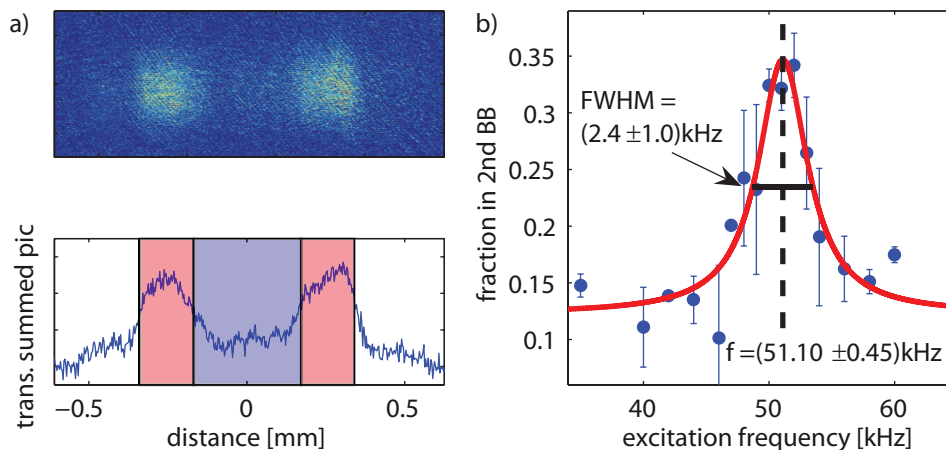 a)
trans. summed pic
−0.5
0
0.5
distance [mm]
b)
fraction in 2nd BB
0.35
0.3
0.25
0.2
0.15
0.1
FWHM =
(2.4 ±1.0)kHz
f =(51.10 ±0.45)kHz
40
50
60
excitation frequency [kHz]